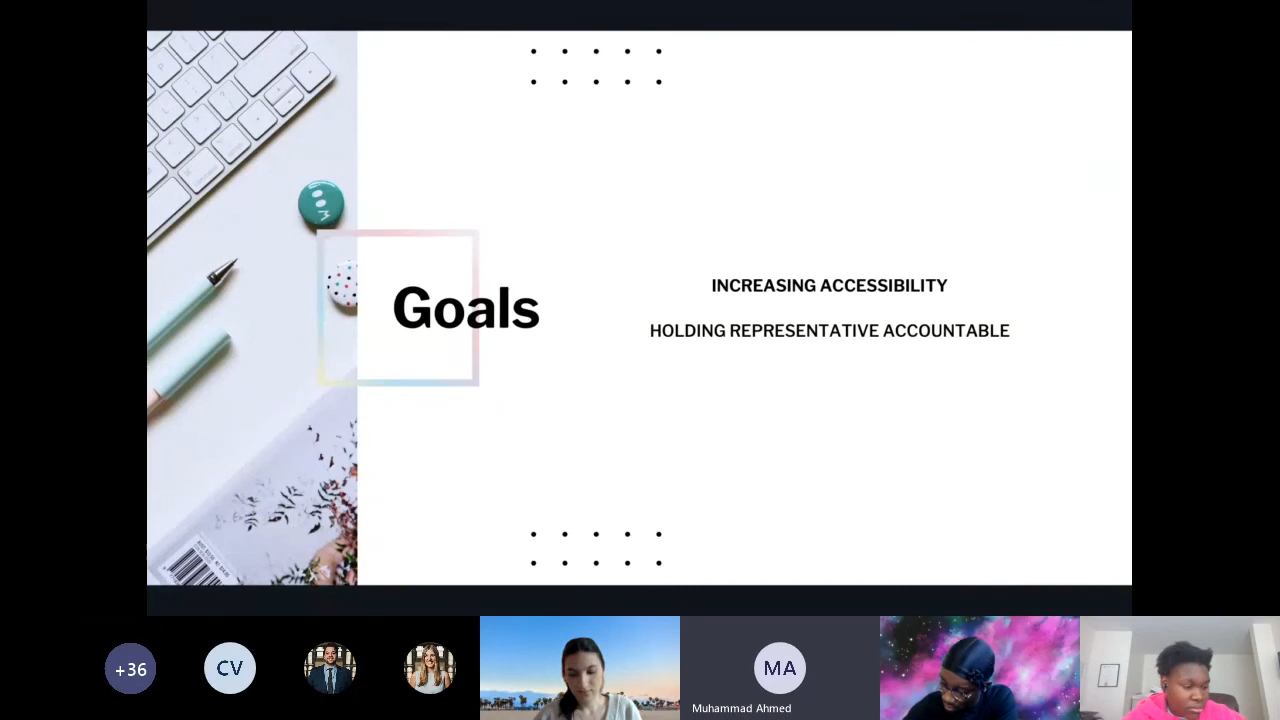 Goals
INCREASING ACCESSIBILITY
HOLDING REPRESENTATIVE ACCOUNTABLE
+36
CV
MA
Muhammad Ahmed